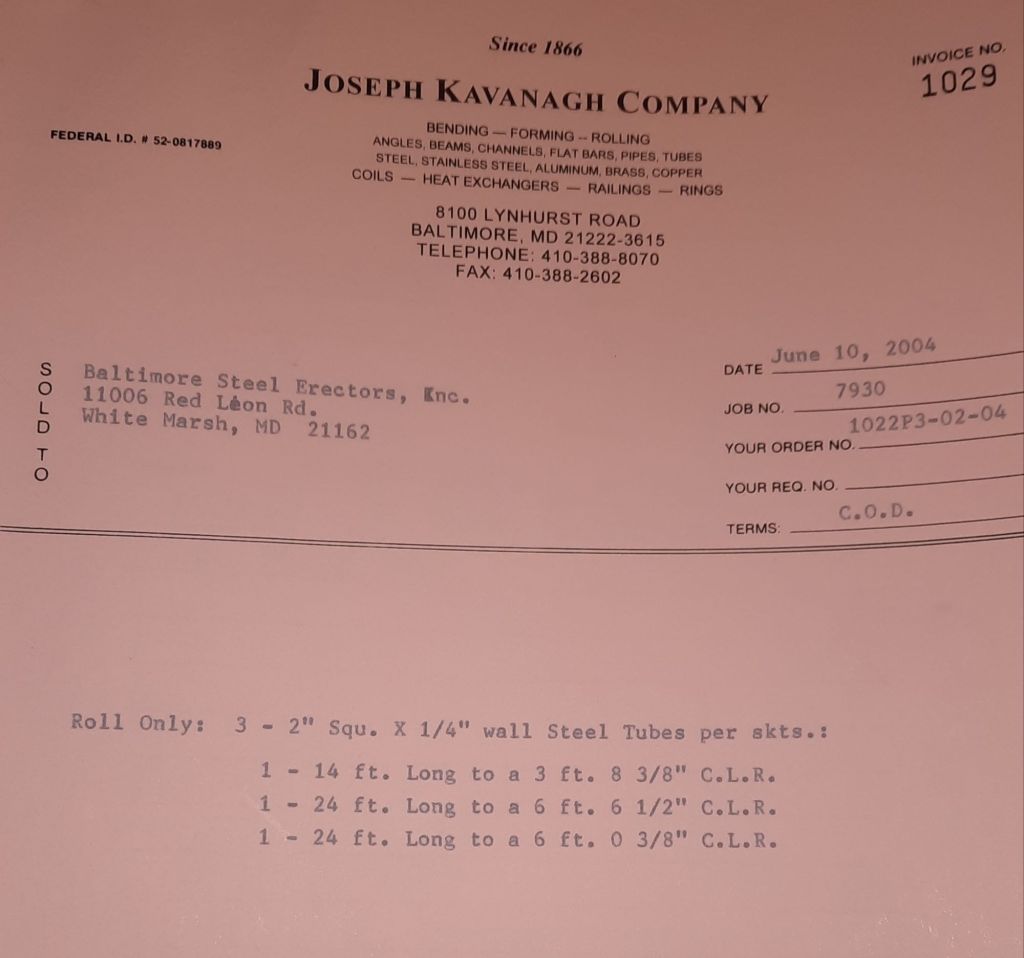 Since 1866
JOSEPH KAVANAGH COMPANY
INVOICE NO.
1029
FEDERAL I.D. # 52-0817889
BENDING — FORMING -- ROLLING
ANGLES, BEAMS, CHANNELS, FLAT BARS, PIPES, TUBES
STEEL, STAINLESS STEEL, ALUMINUM, BRASS, COPPER
COILS — HEAT EXCHANGERS — RAILINGS — RINGS
8100 LYNHURST ROAD
BALTIMORE, MD 21222-3615
TELEPHONE: 410-388-8070
FAX: 410-388-2602
SOLD TO
Baltimore Steel Erectors, Inc.
11006 Red Lion Rd.
White Marsh, MD 21162
DATE June 10, 2004
JOB NO. 7930
YOUR ORDER NO. 1022P3-02-04
YOUR REQ. NO.
TERMS: C.O.D.
Roll Only: 3 - 2" Squ. X 1/4" wall Steel Tubes per skts.:
1 - 14 ft. Long to a 3 ft. 8 3/8" C.L.R.
1 - 24 ft. Long to a 6 ft. 6 1/2" C.L.R.
1 - 24 ft. Long to a 6 ft. 0 3/8" C.L.R.